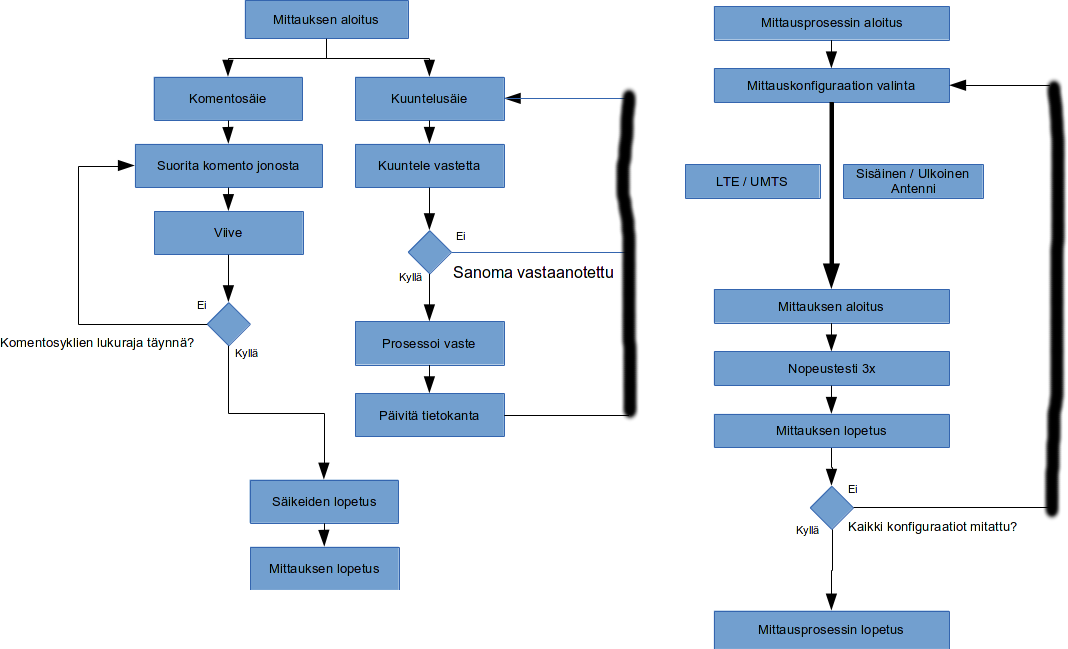 Mittauksen aloitus
Komentosäie
Kuuntelusäie
Suorita komento jonosta
Kuuntele vastetta
Viive
Ei
Kyllä
Sanoma vastaanotettu
Ei
Komentosyklien lukuraja täynnä?
Kyllä
Prosessoi vaste
Päivitä tietokanta
Säikeiden lopetus
Mittauksen lopetus
Mittausprosessin aloitus
Mittauskonfiguraation valinta
LTE / UMTS
Sisäinen / Ulkoinen
Antenni
Mittauksen aloitus
Nopeustesti 3x
Mittauksen lopetus
Ei
Kyllä
Kaikki konfiguraatiot mitattu?
Mittausprosessin lopetus